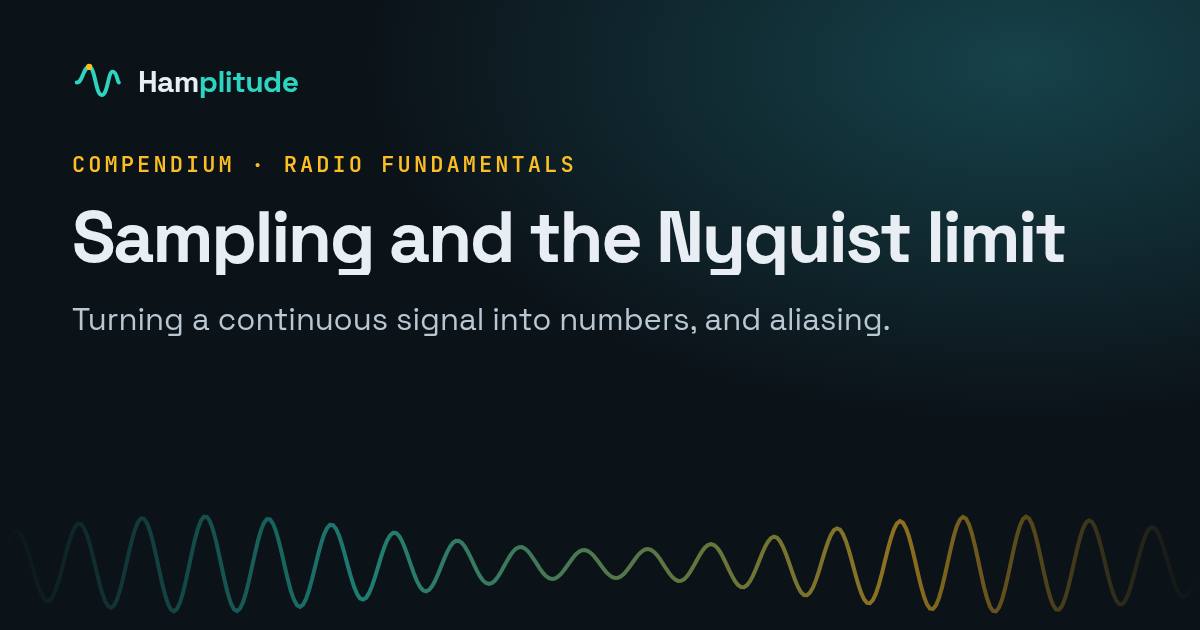 Hamplitude
COMPENDIUM · RADIO FUNDAMENTALS
Sampling and the Nyquist limit
Turning a continuous signal into numbers, and aliasing.